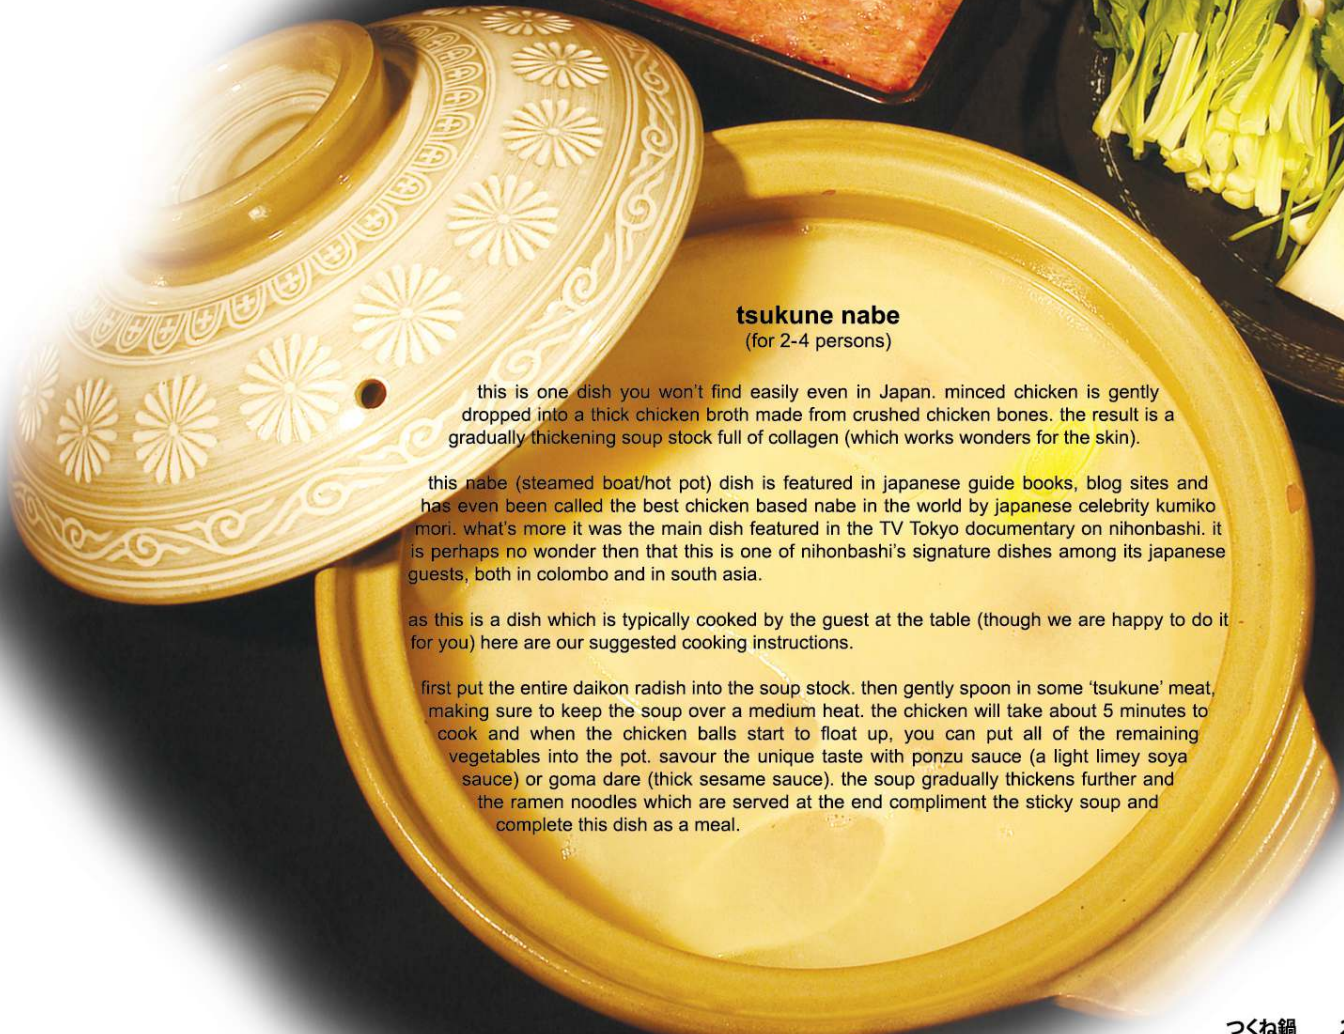 tsukune nabe
(for 2-4 persons)
this is one dish you won't find easily even in Japan. minced chicken is gently
dropped into a thick chicken broth made from crushed chicken bones. the result is a
gradually thickening soup stock full of collagen (which works wonders for the skin).
this nabe (steamed boat/hot pot) dish is featured in japanese guide books, blog sites and
has even been called the best chicken based nabe in the world by japanese celebrity kumiko
mori. what's more it was the main dish featured in the TV Tokyo documentary on nihonbashi. it
is perhaps no wonder then that this is one of nihonbashi's signature dishes among its japanese
guests, both in colombo and in south asia.
as this is a dish which is typically cooked by the guest at the table (though we are happy to do it -
for you) here are our suggested cooking instructions.
first put the entire daikon radish into the soup stock. then gently spoon in some 'tsukune' meat,
making sure to keep the soup over a medium heat. the chicken will take about 5 minutes to
cook and when the chicken balls start to float up, you can put all of the remaining
vegetables into the pot. savour the unique taste with ponzu sauce (a light limey soya
sauce) or goma dare (thick sesame sauce). the soup gradually thickens further and
the ramen noodles which are served at the end compliment the sticky soup and
complete this dish as a meal.
つくね鍋